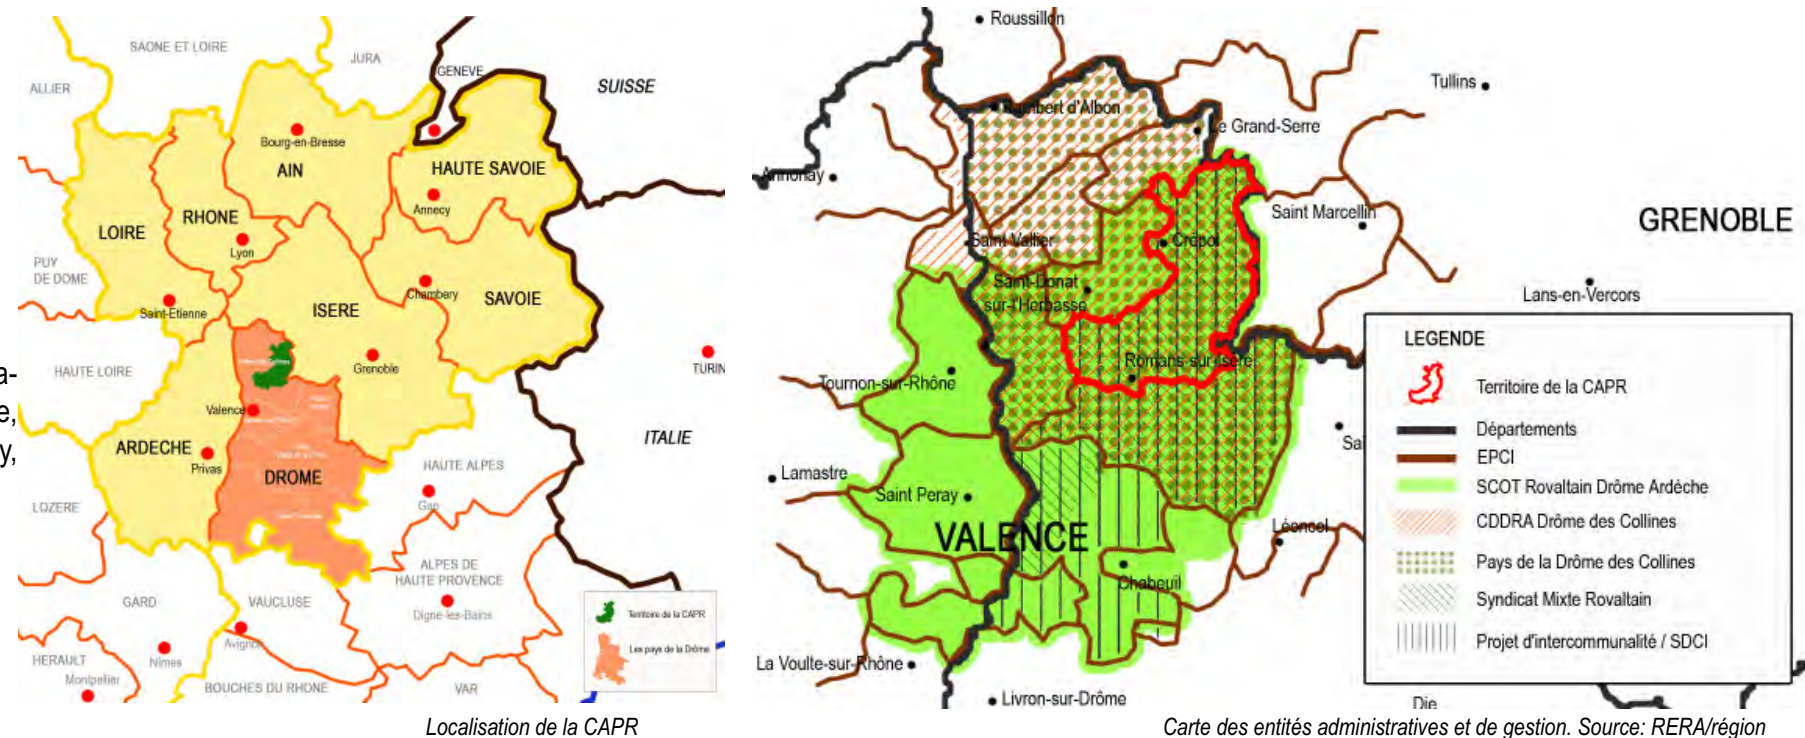 SAONE ET LOIRE
JURA
GENEVE
SUISSE
ALLIER
Bourg-en-Bresse
AIN
HAUTE SAVOIE
Annecy
RHONE
LOIRE
Lyon
PUY
DE DOME
Chambery
SAVOIE
ISERE
Saint-Etienne
HAUTE LOIRE
Grenoble
TURIN
a-
e,
y,
Valence
ARDECHE
Privas
ITALIE
DROME
HAUTE ALPES
Gap
LOZERE
ALPES DE
HAUTE PROVENCE
Digne-les-Bains
GARD
VAUCLUSE
Avignon
Nîmes
HERAULT
Montpellier
BOUCHES DU RHONE
VAR
Territoire de la CAPR
Les pays de la Drôme
Localisation de la CAPR
Roussillon
Tullins
Rambert d'Albon
Le Grand-Serre
Annonay
Saint Marcellin
GRENOBLE
Saint Vallier
Crépol
Saint-Donat
sur-l'Herbasse
Lans-en-Vercors
Romans-sur-Isère
Tournon-sur-Rhône
Sai
Lamastre
Saint Peray
VALENCE
Léoncel
Chabeuil
La Voulte-sur-Rhône
Livron-sur-Drôme
Die
LEGENDE
Territoire de la CAPR
Départements
EPCI
SCOT Rovaltain Drôme Ardèche
CDDRA Drôme des Collines
Pays de la Drôme des Collines
Syndicat Mixte Rovaltain
Projet d'intercommunalité / SDCI
Carte des entités administratives et de gestion. Source: RERA/région